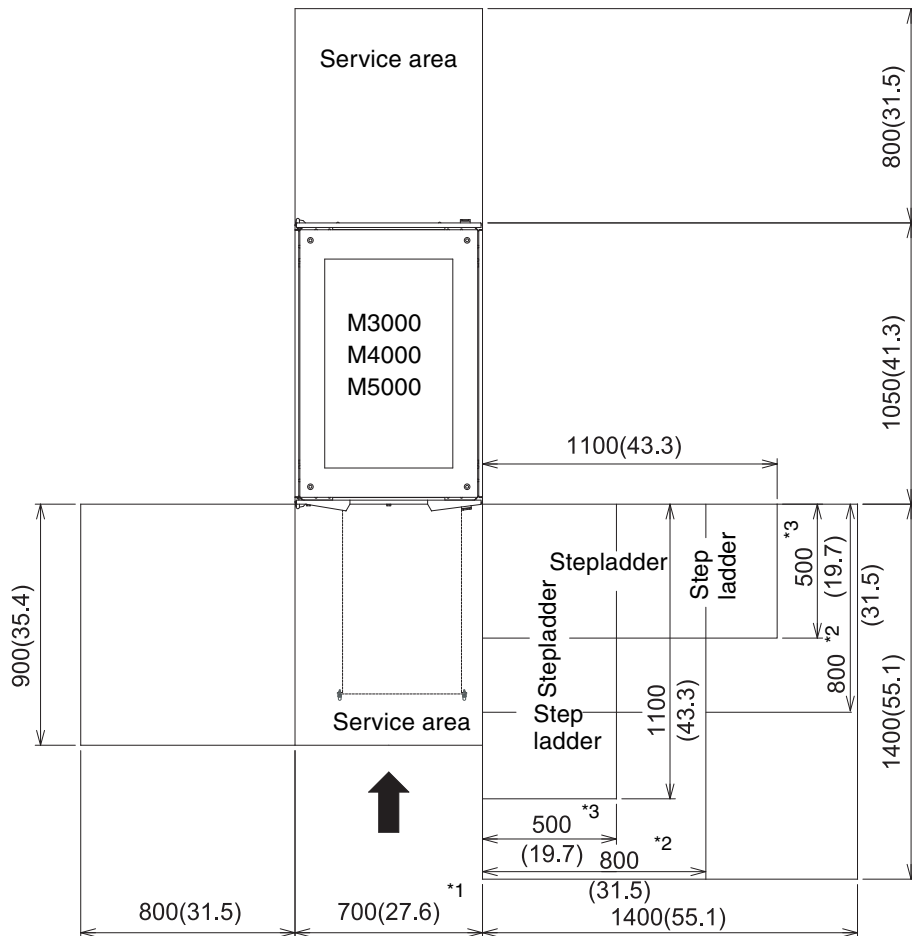 Service area
800(31.5)
M3000
M4000
M5000
1050(41.3)
1100(43.3)
Stepladder
Step
ladder
500
*3
(19.7)
800
*2
(31.5)
900(35.4)
Stepladder
Step
ladder
1100
(43.3)
Service area
1400(55.1)
500
*3
(19.7)
800
*2
(31.5)
800(31.5)
700(27.6)
*1
1400(55.1)